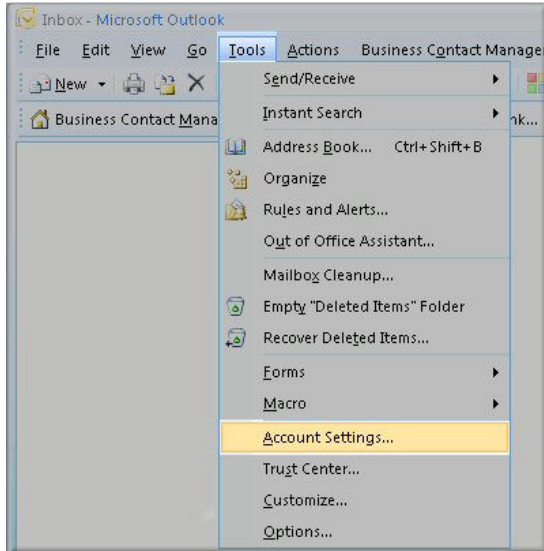 Inbox - Microsoft Outlook
File Edit View Go Tools Actions Business Contact Manage
New
Send/Receive
Instant Search
Business Contact Mana
nk...
Address Book... Ctrl+Shift+B
Organize
Rules and Alerts...
Out of Office Assistant...
Mailbox Cleanup...
Empty "Deleted Items" Folder
Recover Deleted Items...
Forms
Macro
Account Settings...
Trust Center...
Customize...
Options...